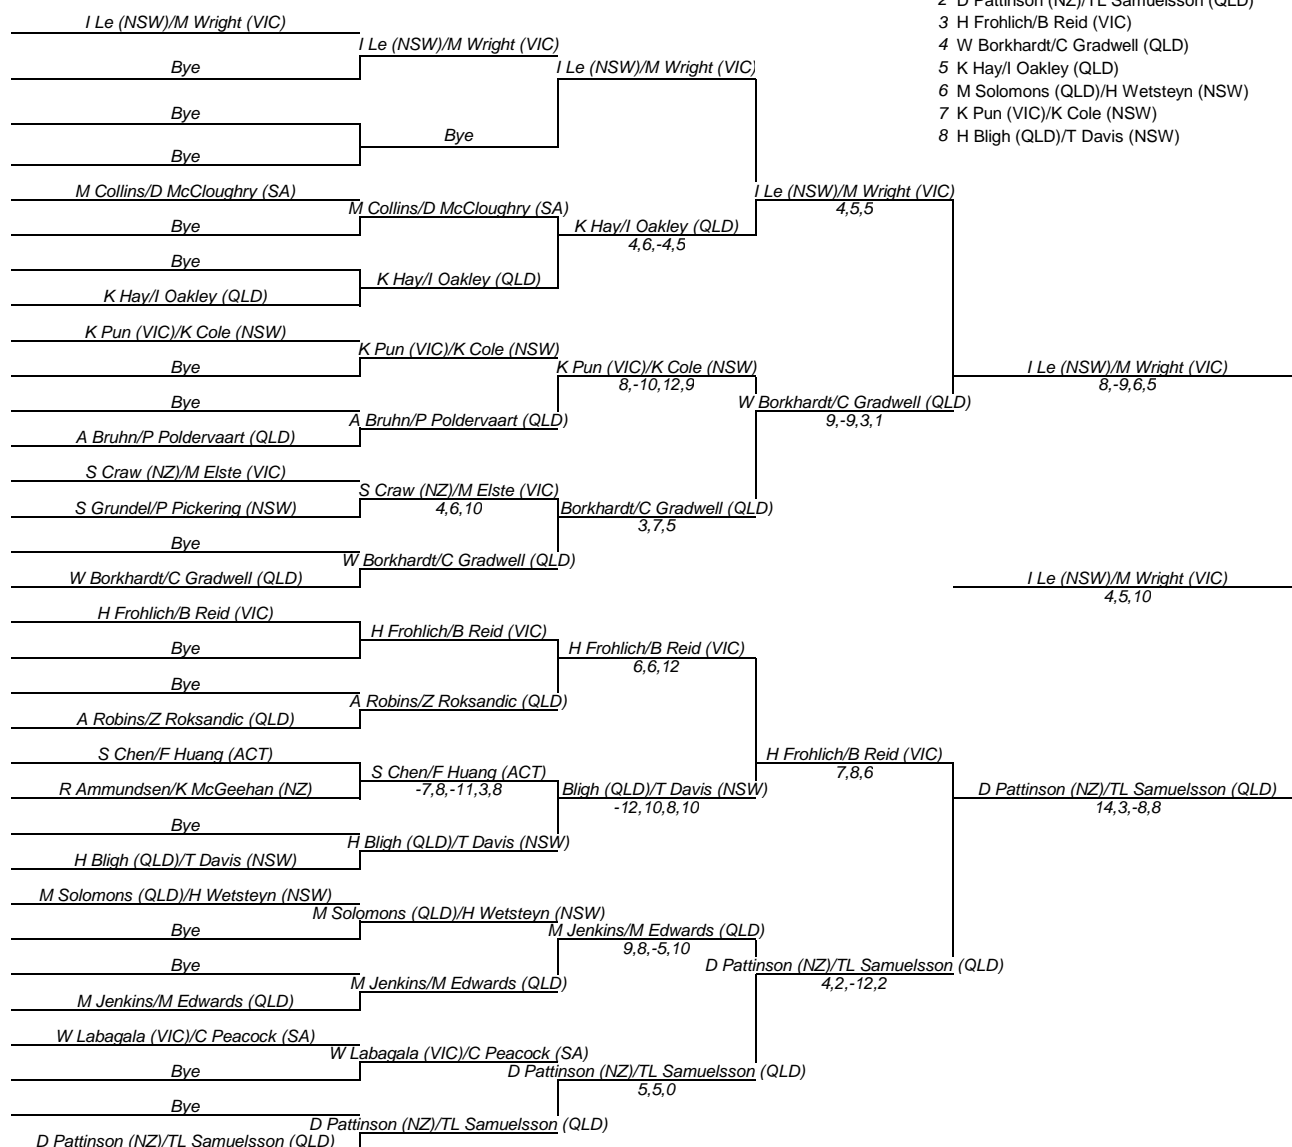 2 D Pattinson (NZ)/TL Samuelsson (QLD)
3 H Frohlich/B Reid (VIC)
4 W Borkhardt/C Gradwell (QLD)
5 K Hay/I Oakley (QLD)
6 M Solomons (QLD)/H Wetsteyn (NSW)
7 K Pun (VIC)/K Cole (NSW)
8 H Bligh (QLD)/T Davis (NSW)
I Le (NSW)/M Wright (VIC)
Bye
Bye
Bye
M Collins/D McCloughry (SA)
Bye
Bye
K Hay/I Oakley (QLD)
K Pun (VIC)/K Cole (NSW)
Bye
Bye
A Bruhn/P Poldervaart (QLD)
S Craw (NZ)/M Elste (VIC)
S Grundel/P Pickering (NSW)
Bye
W Borkhardt/C Gradwell (QLD)
H Frohlich/B Reid (VIC)
Bye
Bye
A Robins/Z Roksandic (QLD)
S Chen/F Huang (ACT)
R Ammundsen/K McGeehan (NZ)
Bye
H Bligh (QLD)/T Davis (NSW)
M Solomons (QLD)/H Wetsteyn (NSW)
Bye
Bye
M Jenkins/M Edwards (QLD)
W Labagala (VIC)/C Peacock (SA)
Bye
Bye
D Pattinson (NZ)/TL Samuelsson (QLD)
I Le (NSW)/M Wright (VIC)
Bye
M Collins/D McCloughry (SA)
K Hay/I Oakley (QLD)
K Pun (VIC)/K Cole (NSW)
A Bruhn/P Poldervaart (QLD)
S Craw (NZ)/M Elste (VIC)
4,6,10
W Borkhardt/C Gradwell (QLD)
H Frohlich/B Reid (VIC)
A Robins/Z Roksandic (QLD)
S Chen/F Huang (ACT)
-7,8,-11,3,8
H Bligh (QLD)/T Davis (NSW)
M Solomons (QLD)/H Wetsteyn (NSW)
M Jenkins/M Edwards (QLD)
W Labagala (VIC)/C Peacock (SA)
D Pattinson (NZ)/TL Samuelsson (QLD)
I Le (NSW)/M Wright (VIC)
K Hay/I Oakley (QLD)
4,6,-4,5
K Pun (VIC)/K Cole (NSW)
8,-10,12,9
Borkhardt/C Gradwell (QLD)
3,7,5
H Frohlich/B Reid (VIC)
6,6,12
Bligh (QLD)/T Davis (NSW)
-12,10,8,10
M Jenkins/M Edwards (QLD)
9,8,-5,10
D Pattinson (NZ)/TL Samuelsson (QLD)
5,5,0
I Le (NSW)/M Wright (VIC)
4,5,5
W Borkhardt/C Gradwell (QLD)
9,-9,3,1
H Frohlich/B Reid (VIC)
7,8,6
D Pattinson (NZ)/TL Samuelsson (QLD)
4,2,-12,2
I Le (NSW)/M Wright (VIC)
8,-9,6,5
I Le (NSW)/M Wright (VIC)
4,5,10
D Pattinson (NZ)/TL Samuelsson (QLD)
14,3,-8,8